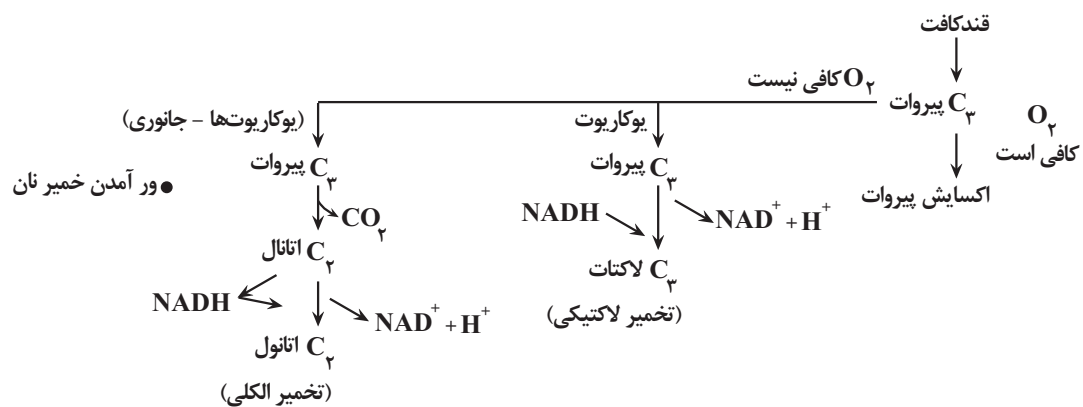 قندکافت
O۲ کافی نیست
C۳ پیروات
O۲
کافی است
اکسایش پیروات
یوکاریوت
C۳ پیروات
NADH
NAD+ + H+
C۳ لاکتات
(تخمیر لاکتیکی)
(یوکاریوت‌ها – جانوری)
C۳ پیروات
CO۲
C۲ اتانال
NADH
NAD+ + H+
C۲ اتانول
(تخمیر الکلی)
● ور آمدن خمیر نان